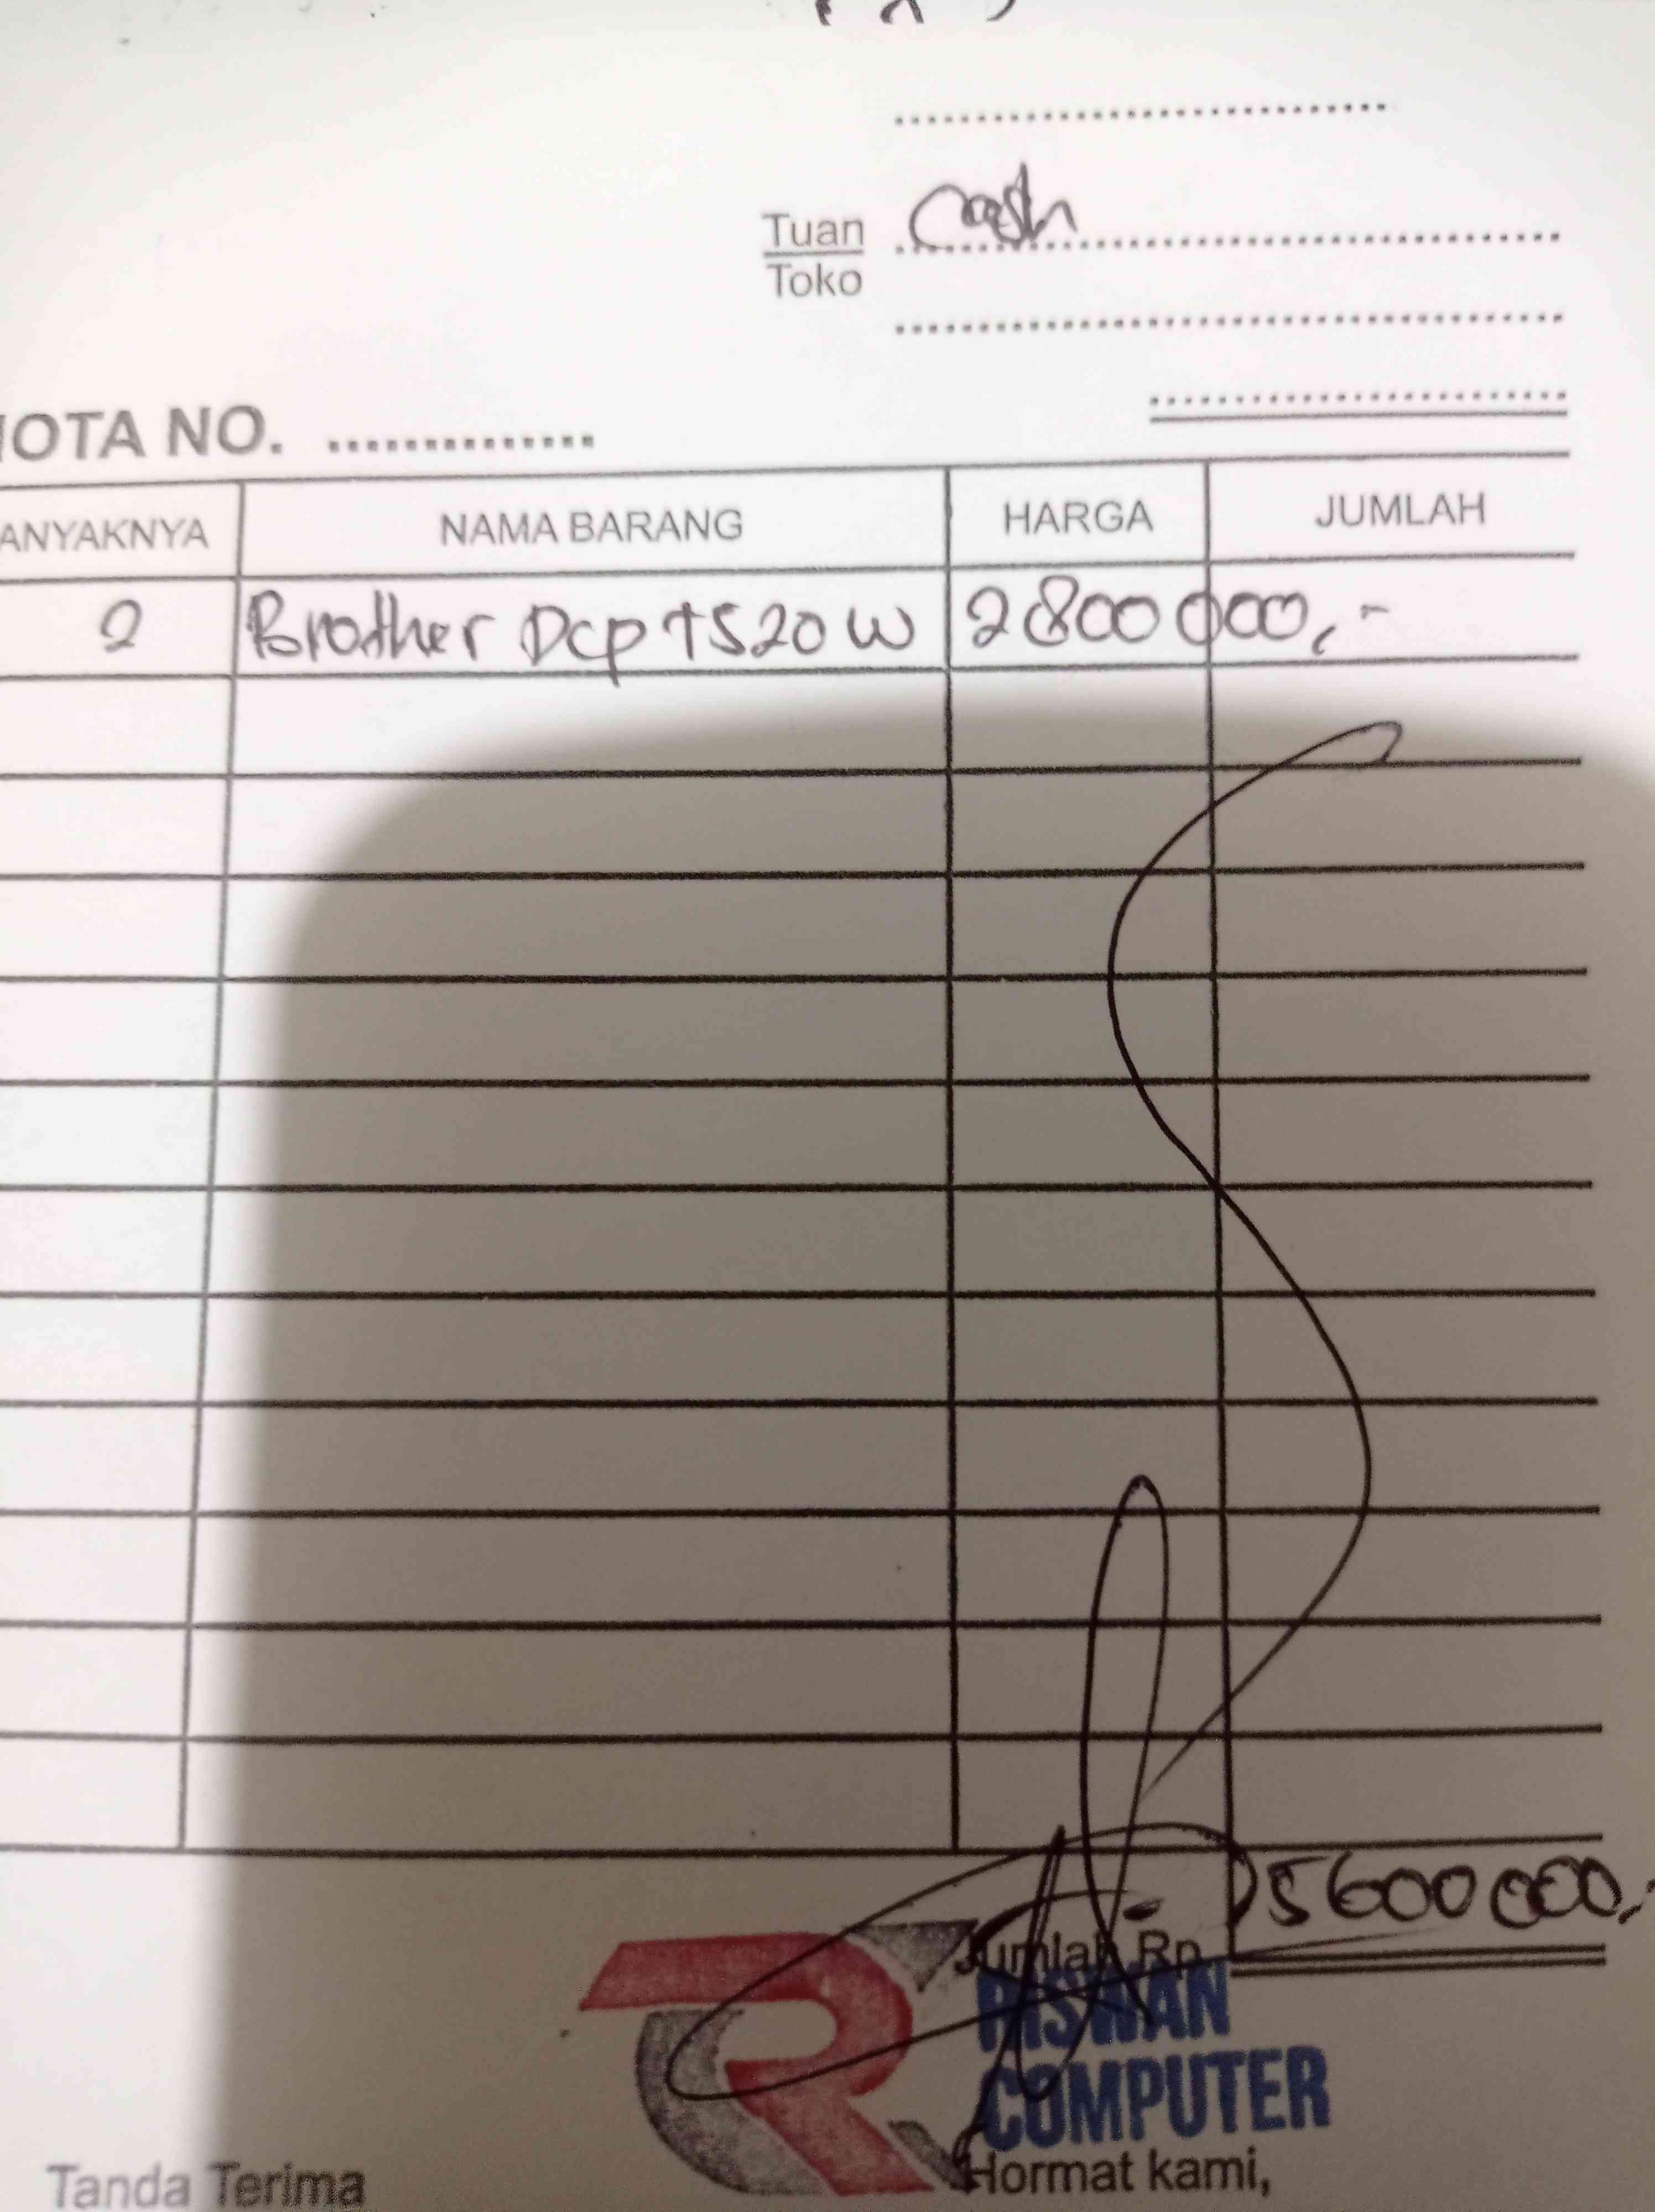 Tuan cash
Toko
NOTA NO. ..............
ANYAKNYA NAMA BARANG HARGA JUMLAH
2 Brother Dcp T520W 2800000,-
Jumlah Rp 5600000,-
RISWAN
COMPUTER
Tanda Terima Hormat kami,